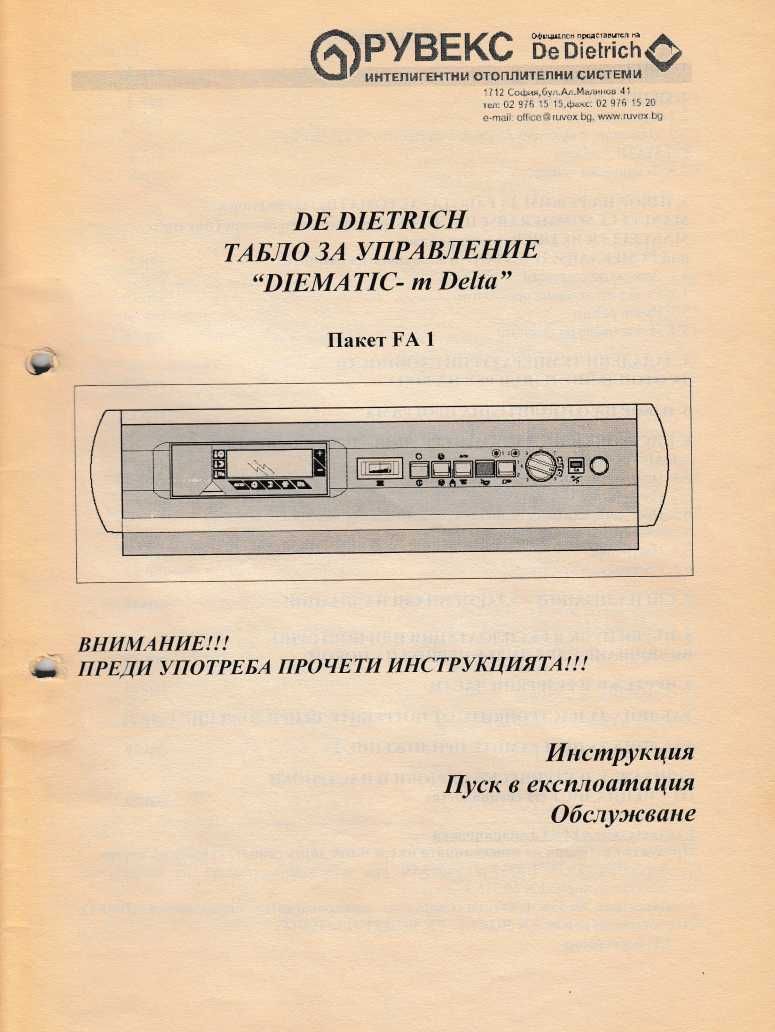 РУВЕКС
Официален представител на
De Dietrich
ИНТЕЛИГЕНТНИ ОТОПЛИТЕЛНИ СИСТЕМИ
1712 София,бул.Ал.Малинов 41
тел: 02 976 15 15,факс: 02 976 15 20
e-mail: office@ruvex.bg, www.ruvex.bg
DE DIETRICH
ТАБЛО ЗА УПРАВЛЕНИЕ
“DIEMATIC- m Delta”
Пакет FA 1
ВНИМАНИЕ!!!
ПРЕДИ УПОТРЕБА ПРОЧЕТИ ИНСТРУКЦИЯТА!!!
Инструкция
Пуск в експлоатация
Обслужване